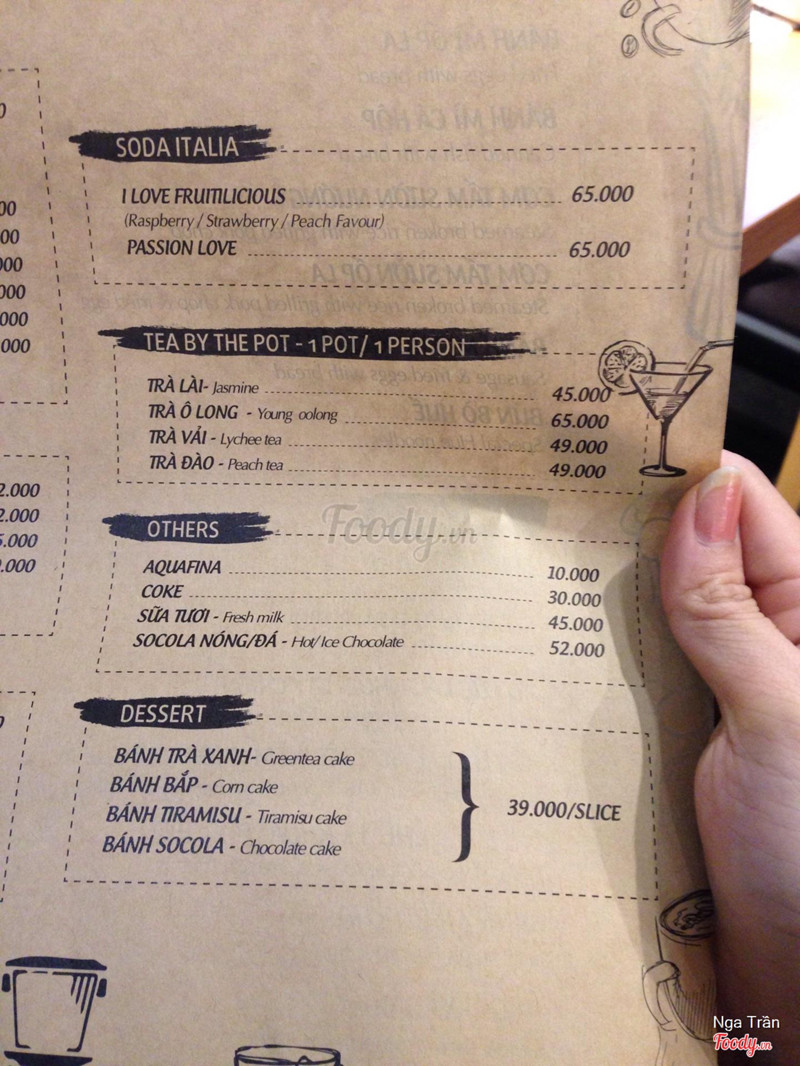 SODA ITALIA
I LOVE FRUITILICIOUS 65.000
(Raspberry / Strawberry / Peach Favour)
PASSION LOVE 65.000
TEA BY THE POT - 1 POT/ 1 PERSON
TRÀ LÀI- Jasmine 45.000
TRÀ Ô LONG - Young oolong 65.000
TRÀ VẢI - Lychee tea 49.000
TRÀ ĐÀO - Peach tea 49.000
OTHERS
AQUAFINA 10.000
COKE 30.000
SỮA TƯƠI - Fresh milk 45.000
SOCOLA NÓNG/ĐÁ - Hot/ Ice Chocolate 52.000
DESSERT
BÁNH TRÀ XANH- Greentea cake
BÁNH BẮP - Corn cake
BÁNH TIRAMISU - Tiramisu cake
BÁNH SOCOLA - Chocolate cake
39.000/SLICE
Foody.vn
Nga Trần
Foody.vn